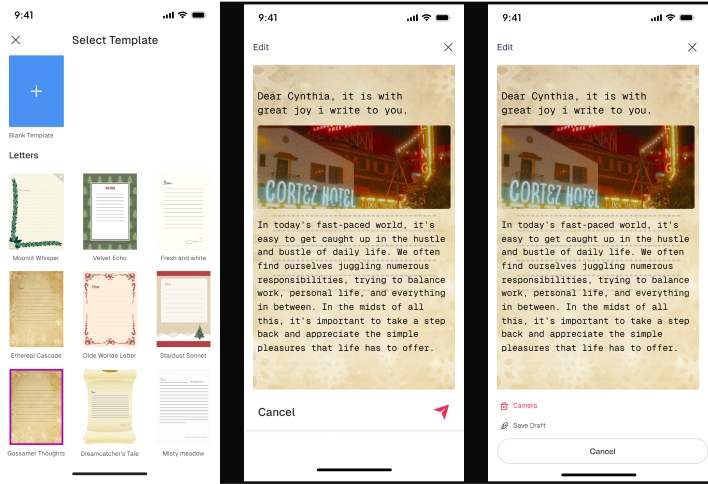 9:41
Select Template
Blank Template
Letters
Dear
Moonlit Whisper
Velvet Echo
Fresh and white
Dear
Ethereal Cascade
Olde Worlde Letter
Stardust Sonnet
Gossamer Thoughts
Dreamcatcher's Tale
Misty meadow
9:41
Edit
Dear Cynthia, it is with
great joy i write to you.
CORTEZ HOTEL
In today's fast-paced world, it's
easy to get caught up in the hustle
and bustle of daily life. We often
find ourselves juggling numerous
responsibilities, trying to balance
work, personal life, and everything
in between. In the midst of all
this, it's important to take a step
back and appreciate the simple
pleasures that life has to offer.
Cancel
9:41
Edit
Dear Cynthia, it is with
great joy i write to you.
CORTEZ HOTEL
In today's fast-paced world, it's
easy to get caught up in the hustle
and bustle of daily life. We often
find ourselves juggling numerous
responsibilities, trying to balance
work, personal life, and everything
in between. In the midst of all
this, it's important to take a step
back and appreciate the simple
pleasures that life has to offer.
Camera
Save Draft
Cancel